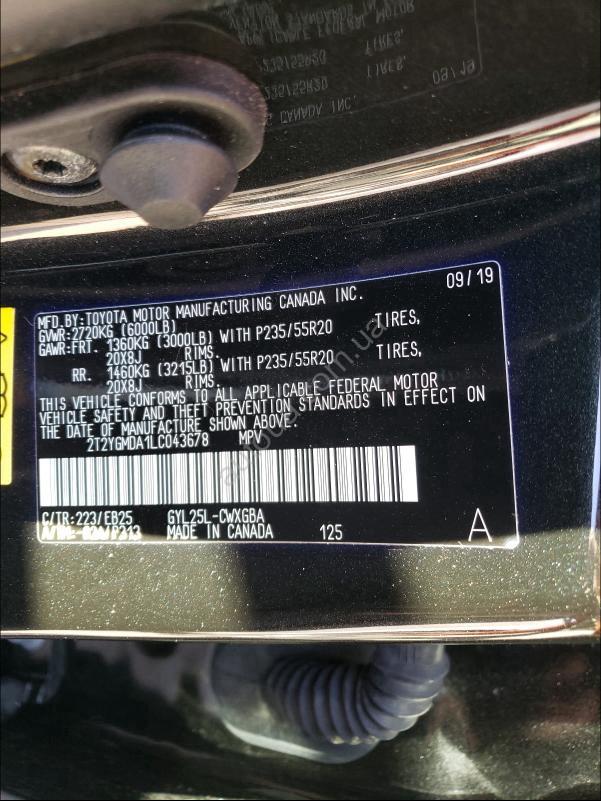 09/19
MFD.BY:TOYOTA MOTOR MANUFACTURING CANADA INC.
GVWR:2720KG (6000LB)
GAWR:FRT. 1360KG (3000LB) WITH P235/55R20 TIRES,
20X8J RIMS.
RR. 1460KG (3215LB) WITH P235/55R20 TIRES,
20X8J RIMS.
THIS VEHICLE CONFORMS TO ALL APPLICABLE FEDERAL MOTOR
VEHICLE SAFETY AND THEFT PREVENTION STANDARDS IN EFFECT ON
THE DATE OF MANUFACTURE SHOWN ABOVE.
2T2YGMDA1LC043678 MPV
C/TR:223/EB25 GYL25L-CWXGBA
MADE IN CANADA 125 A